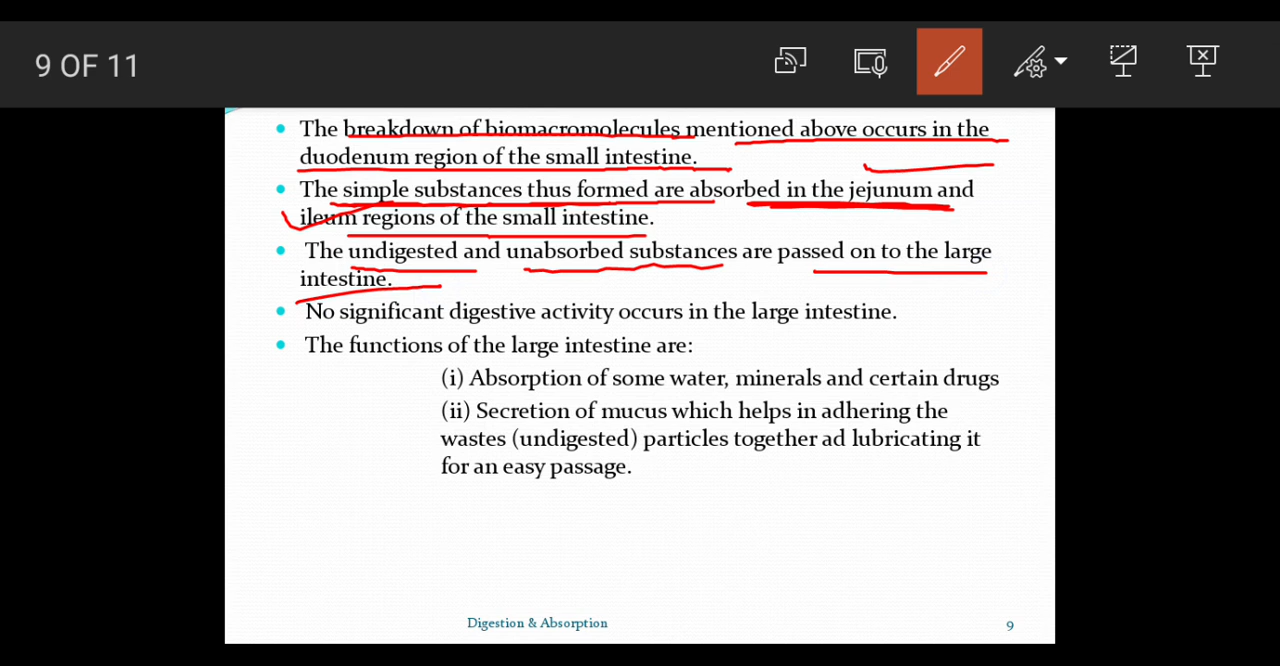 9 OF 11
The breakdown of biomacromolecules mentioned above occurs in the
duodenum region of the small intestine.
The simple substances thus formed are absorbed in the jejunum and
ileum regions of the small intestine.
The undigested and unabsorbed substances are passed on to the large
intestine.
No significant digestive activity occurs in the large intestine.
The functions of the large intestine are:
(i) Absorption of some water, minerals and certain drugs
(ii) Secretion of mucus which helps in adhering the
wastes (undigested) particles together ad lubricating it
for an easy passage.
Digestion & Absorption
9